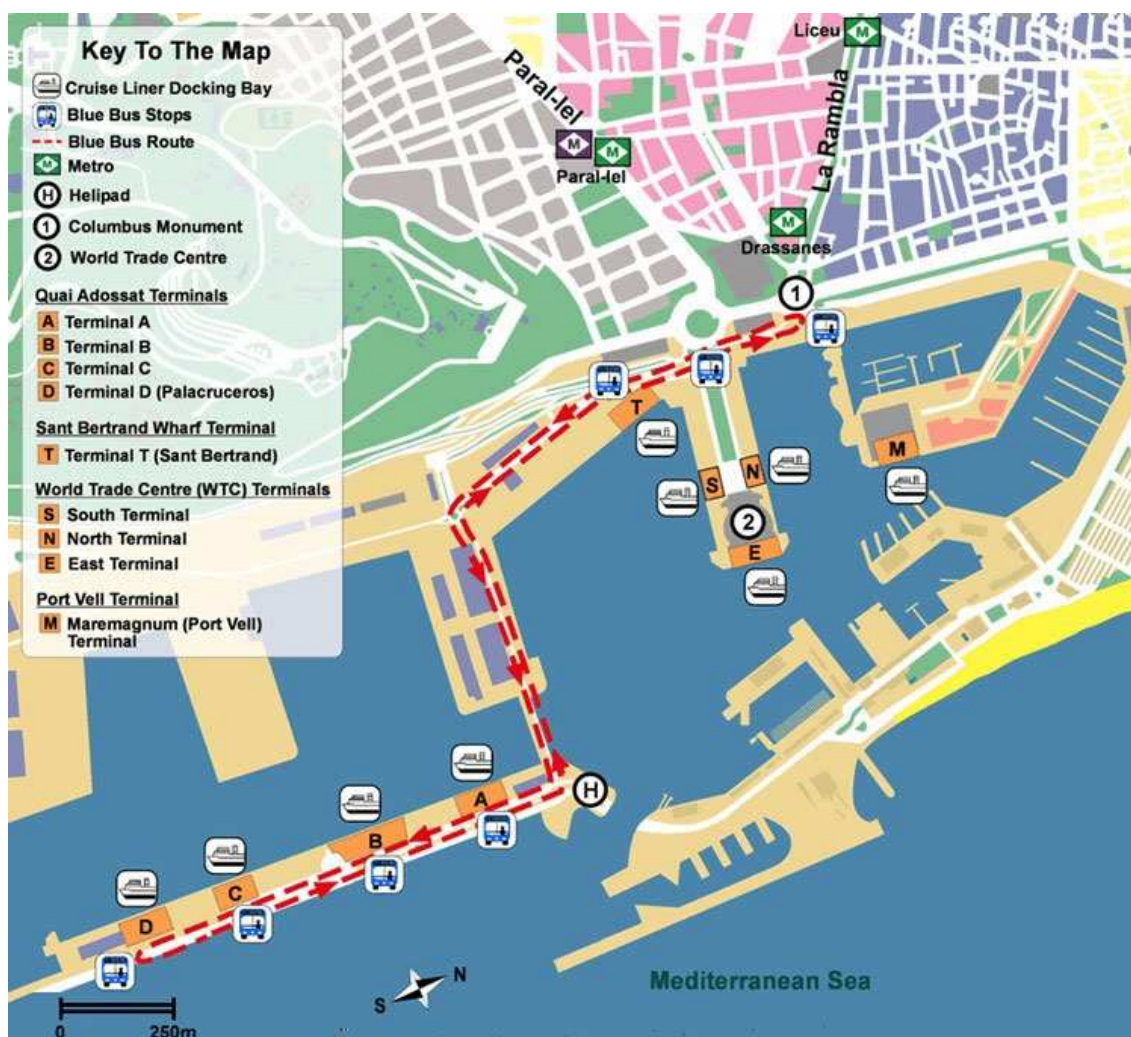 Key To The Map
Cruise Liner Docking Bay
Blue Bus Stops
Blue Bus Route
M Metro
H Helipad
1 Columbus Monument
2 World Trade Centre
Quai Adossat Terminals
A Terminal A
B Terminal B
C Terminal C
D Terminal D (Palacruceros)
Sant Bertrand Wharf Terminal
T Terminal T (Sant Bertrand)
World Trade Centre (WTC) Terminals
S South Terminal
N North Terminal
E East Terminal
Port Vell Terminal
M Maremagnum (Port Vell)
Terminal
Liceu M
Paral-lel
La Rambla
M M
Paral-lel
M
Drassanes
1
T
M
S N
2
E
A
H
B
C
D
N
S
Mediterranean Sea
0 250m